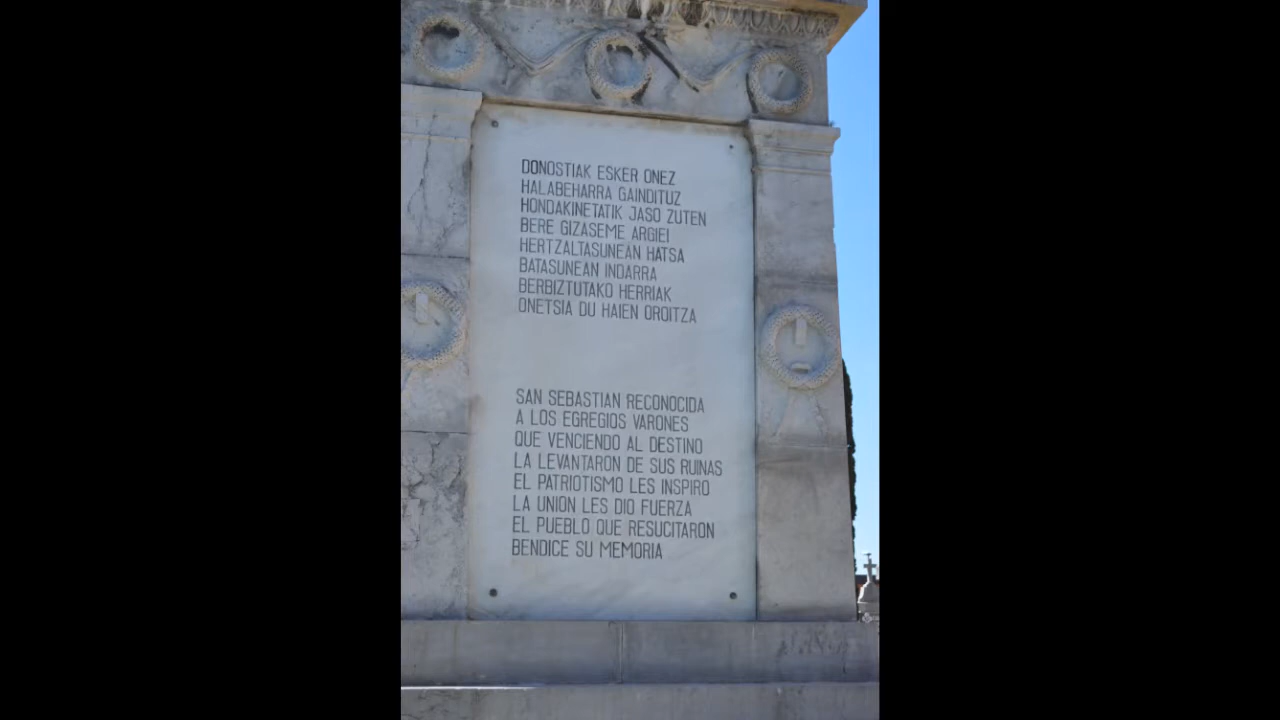 DONOSTIAK ESKER ONEZ
HALABEHARRA GAINDITUZ
HONDAKINETATIK JASO ZUTEN
BERE GIZASEME ARGIEI
HERTZALTASUNEAN HATSA
BATASUNEAN INDARRA
BERBIZTUTAKO HERRIAK
ONETSIA DU HAIEN OROITZA
SAN SEBASTIAN RECONOCIDA
A LOS EGREGIOS VARONES
QUE VENCIENDO AL DESTINO
LA LEVANTARON DE SUS RUINAS
EL PATRIOTISMO LES INSPIRO
LA UNION LES DIO FUERZA
EL PUEBLO QUE RESUCITARON
BENDICE SU MEMORIA